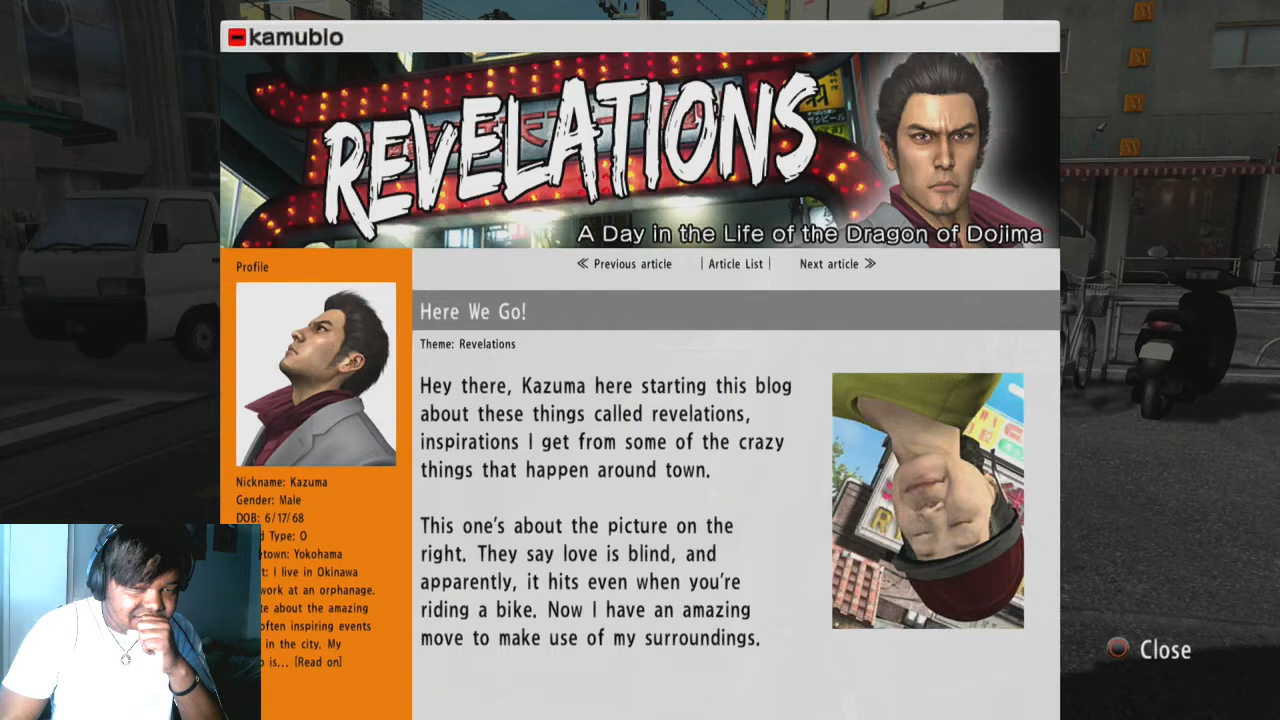 kamublo
REVELATIONS
A Day in the Life of the Dragon of Dojima
Profile
Nickname: Kazuma
Gender: Male
DOB: 6/17/68
Type: O
Yokohama
I live in Okinawa
work at an orphanage.
about the amazing
often inspiring events
in the city. My
is... [Read on]
≪ Previous article | Article List | Next article ≫
Here We Go!
Theme: Revelations
Hey there, Kazuma here starting this blog
about these things called revelations,
inspirations I get from some of the crazy
things that happen around town.
This one's about the picture on the
right. They say love is blind, and
apparently, it hits even when you're
riding a bike. Now I have an amazing
move to make use of my surroundings.
Close